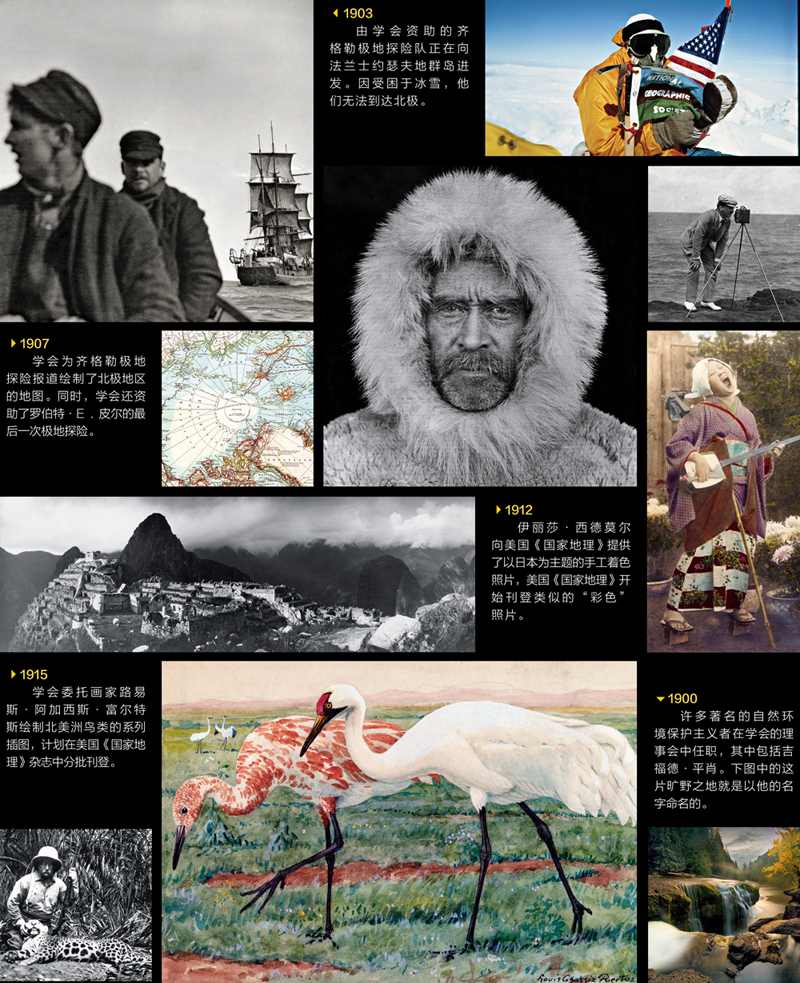 1903
由学会资助的齐
格勒极地探险队正在向
法兰士约瑟夫地群岛进
发。因受困于冰雪，他
们无法到达北极。
NATIONAL
GEOGRAPHIC
SOCIETY
1907
学会为齐格勒极地
探险报道绘制了北极地区
的地图。同时，学会还资
助了罗伯特·E．皮尔的最
后一次极地探险。
1912
伊丽莎·西德莫尔
向美国《国家地理》提供
了以日本为主题的手工着色
照片，美国《国家地理》开
始刊登类似的“彩色”
照片。
1915
学会委托画家路易
斯·阿加西斯·富尔特
斯绘制北美洲鸟类的系列
插图，计划在美国《国家地
理》杂志中分批刊登。
1900
许多著名的自然环
境保护主义者在学会的理
事会中任职，其中包括吉
福德·平肖。下图中的这
片旷野之地就是以他的名
字命名的。
Louis Agassiz Fuertes